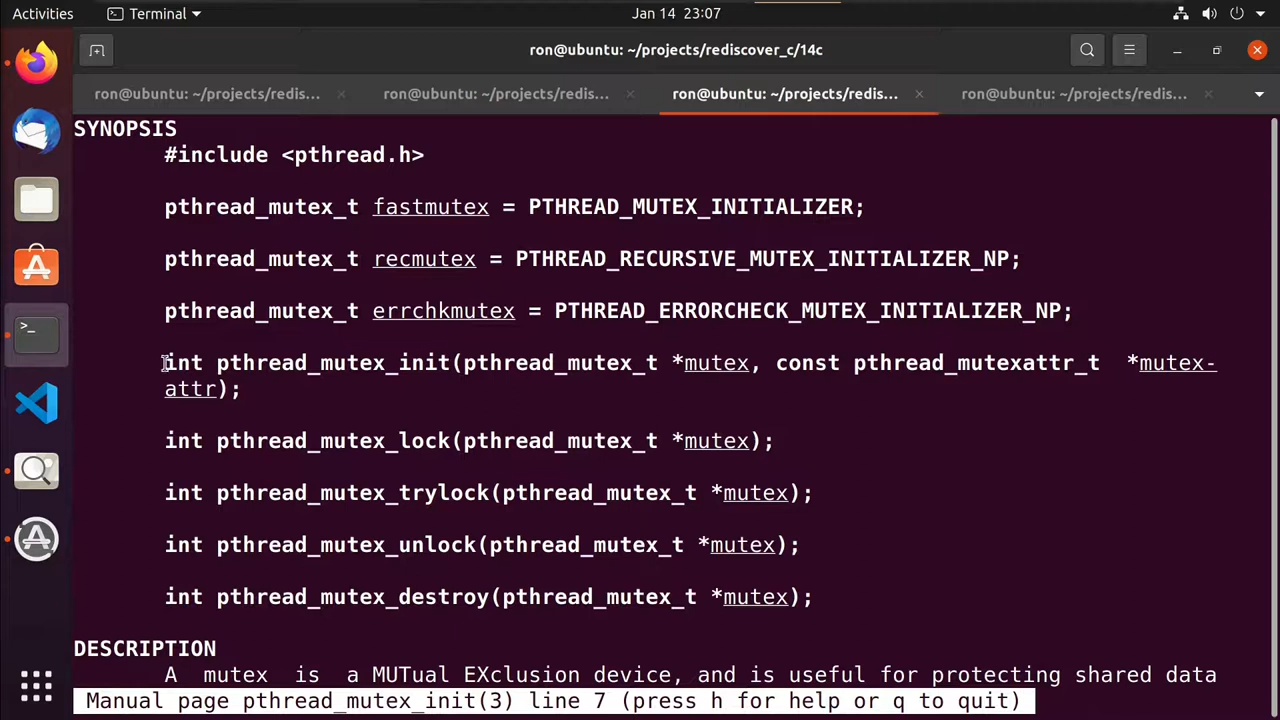 Activities
Terminal
Jan 14 23:07
ron@ubuntu: ~/projects/rediscover_c/14c
ron@ubuntu: ~/projects/redis...
ron@ubuntu: ~/projects/redis...
ron@ubuntu: ~/projects/redis...
ron@ubuntu: ~/projects/redis...
SYNOPSIS
#include <pthread.h>
pthread_mutex_t fastmutex = PTHREAD_MUTEX_INITIALIZER;
pthread_mutex_t recmutex = PTHREAD_RECURSIVE_MUTEX_INITIALIZER_NP;
pthread_mutex_t errchkmutex = PTHREAD_ERRORCHECK_MUTEX_INITIALIZER_NP;
int pthread_mutex_init(pthread_mutex_t *mutex, const pthread_mutexattr_t *mutex-
attr);
int pthread_mutex_lock(pthread_mutex_t *mutex);
int pthread_mutex_trylock(pthread_mutex_t *mutex);
int pthread_mutex_unlock(pthread_mutex_t *mutex);
int pthread_mutex_destroy(pthread_mutex_t *mutex);
DESCRIPTION
A mutex is a MUTual EXclusion device, and is useful for protecting shared data
Manual page pthread_mutex_init(3) line 7 (press h for help or q to quit)